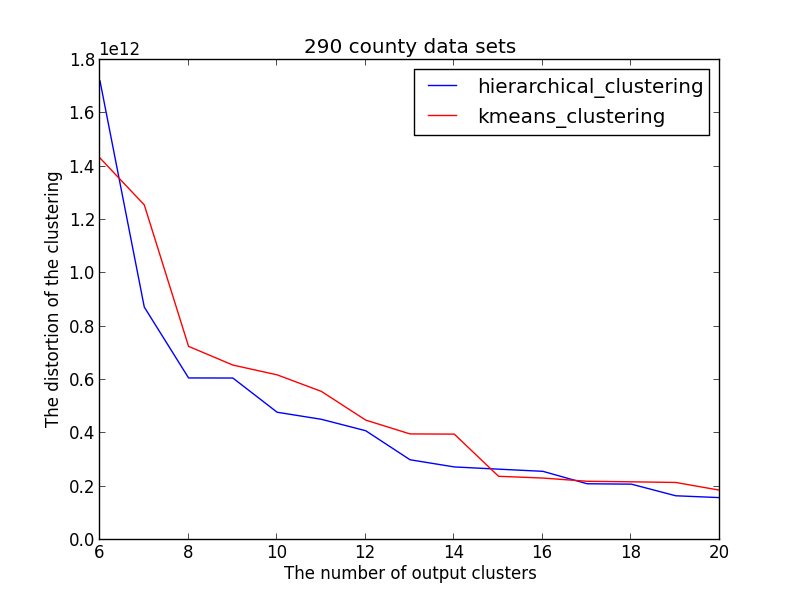 290 county data sets
1e12
hierarchical_clustering
kmeans_clustering
The distortion of the clustering
1.8
1.6
1.4
1.2
1.0
0.8
0.6
0.4
0.2
0.0
6 8 10 12 14 16 18 20
The number of output clusters